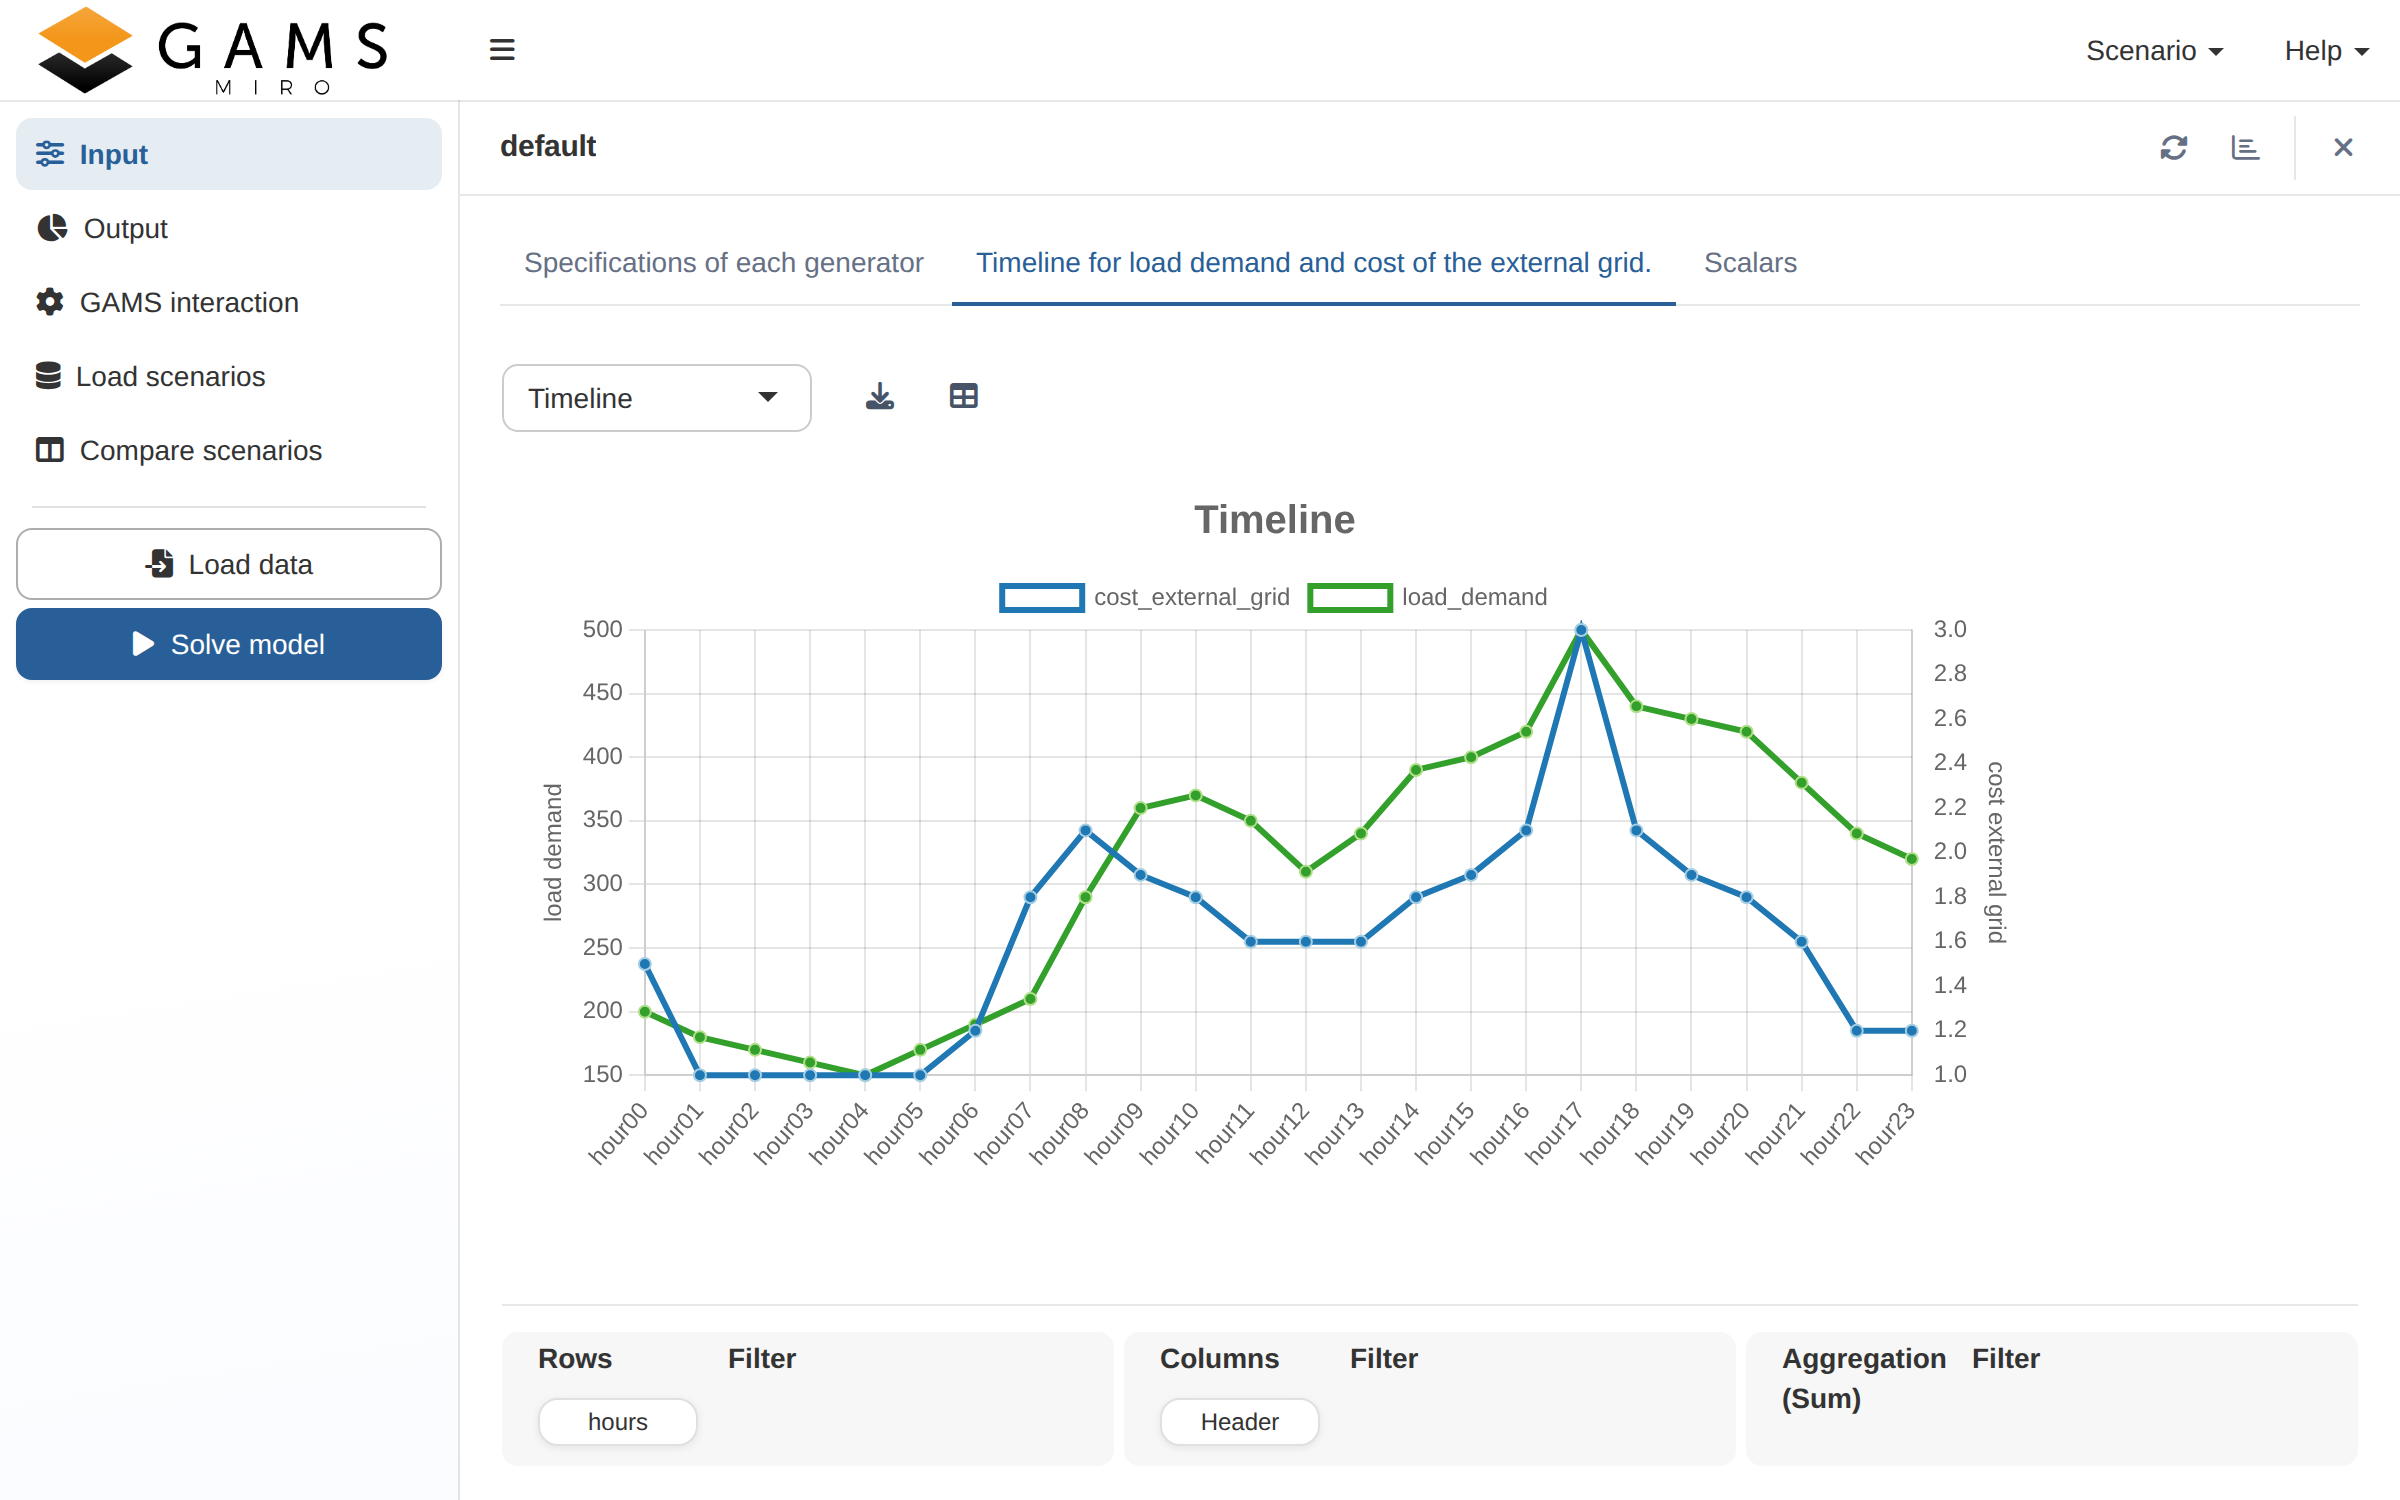 GAMS
MIRO
Scenario
Help
Input
Output
GAMS interaction
Load scenarios
Compare scenarios
Load data
Solve model
default
Specifications of each generator
Timeline for load demand and cost of the external grid.
Scalars
Timeline
Timeline
cost_external_grid
load_demand
load demand
500
450
400
350
300
250
200
150
3.0
2.8
2.6
2.4
2.2
2.0
1.8
1.6
1.4
1.2
1.0
cost external grid
hour00
hour01
hour02
hour03
hour04
hour05
hour06
hour07
hour08
hour09
hour10
hour11
hour12
hour13
hour14
hour15
hour16
hour17
hour18
hour19
hour20
hour21
hour22
hour23
Rows
Filter
hours
Columns
Filter
Header
Aggregation
(Sum)
Filter